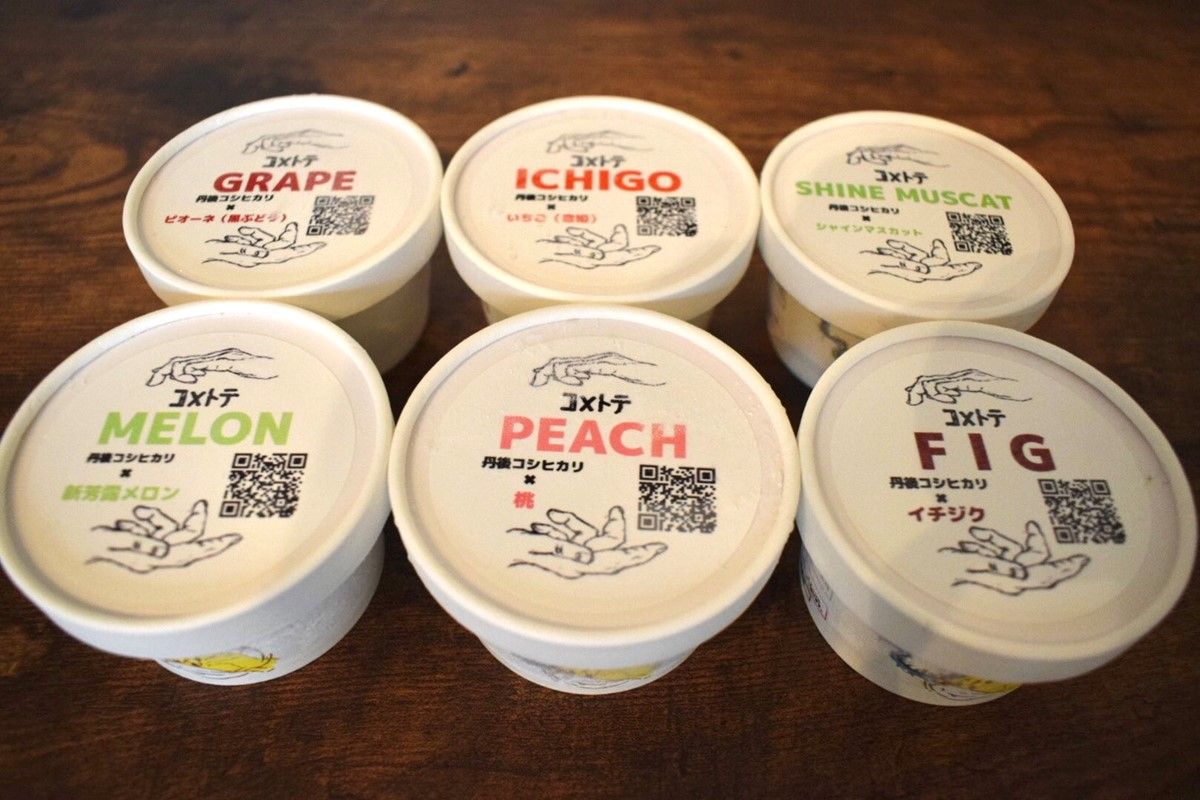 コメトテ
GRAPE
丹後コシヒカリ
×
ピオーネ（黒ぶどう）
コメトテ
ICHIGO
丹後コシヒカリ
×
いちご（恋姫）
コメトテ
SHINE MUSCAT
丹後コシヒカリ
×
シャインマスカット
コメトテ
MELON
丹後コシヒカリ
×
新芳露メロン
コメトテ
PEACH
丹後コシヒカリ
×
桃
コメトテ
FIG
丹後コシヒカリ
×
イチジク